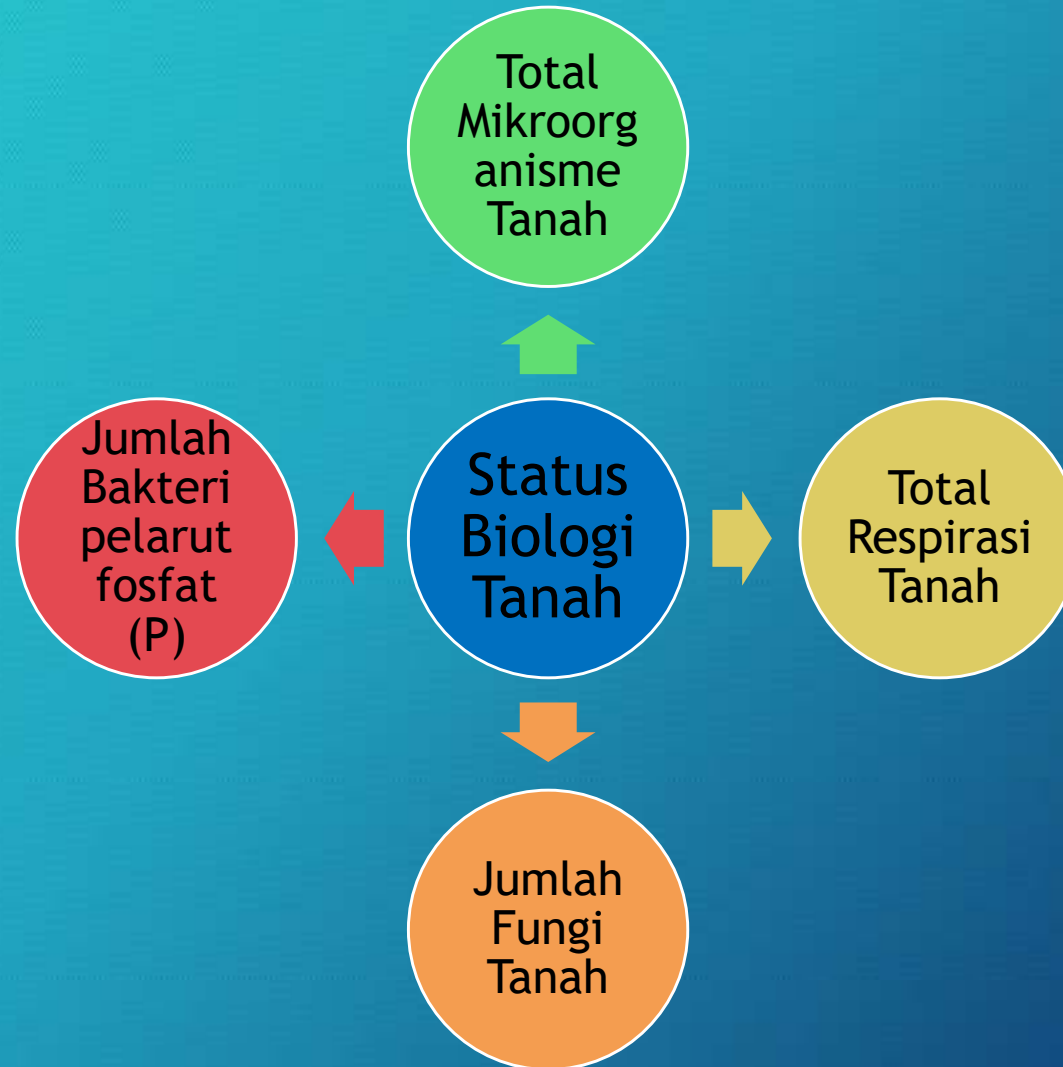 Total
Mikroorg
anisme
Tanah
Jumlah
Bakteri
pelarut
fosfat
(P)
Status
Biologi
Tanah
Total
Respirasi
Tanah
Jumlah
Fungi
Tanah